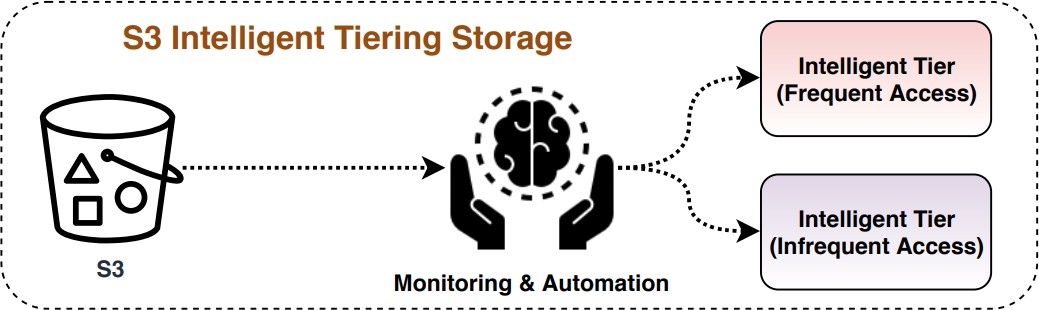 S3 Intelligent Tiering Storage
Intelligent Tier
(Frequent Access)
Intelligent Tier
(Infrequent Access)
S3
Monitoring & Automation